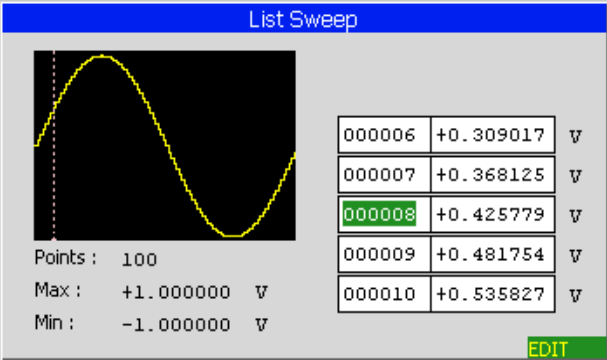 List Sweep
000006 +0.309017 V
000007 +0.368125 V
000008 +0.425779 V
000009 +0.481754 V
000010 +0.535827 V
Points : 100
Max : +1.000000 V
Min : -1.000000 V
EDIT